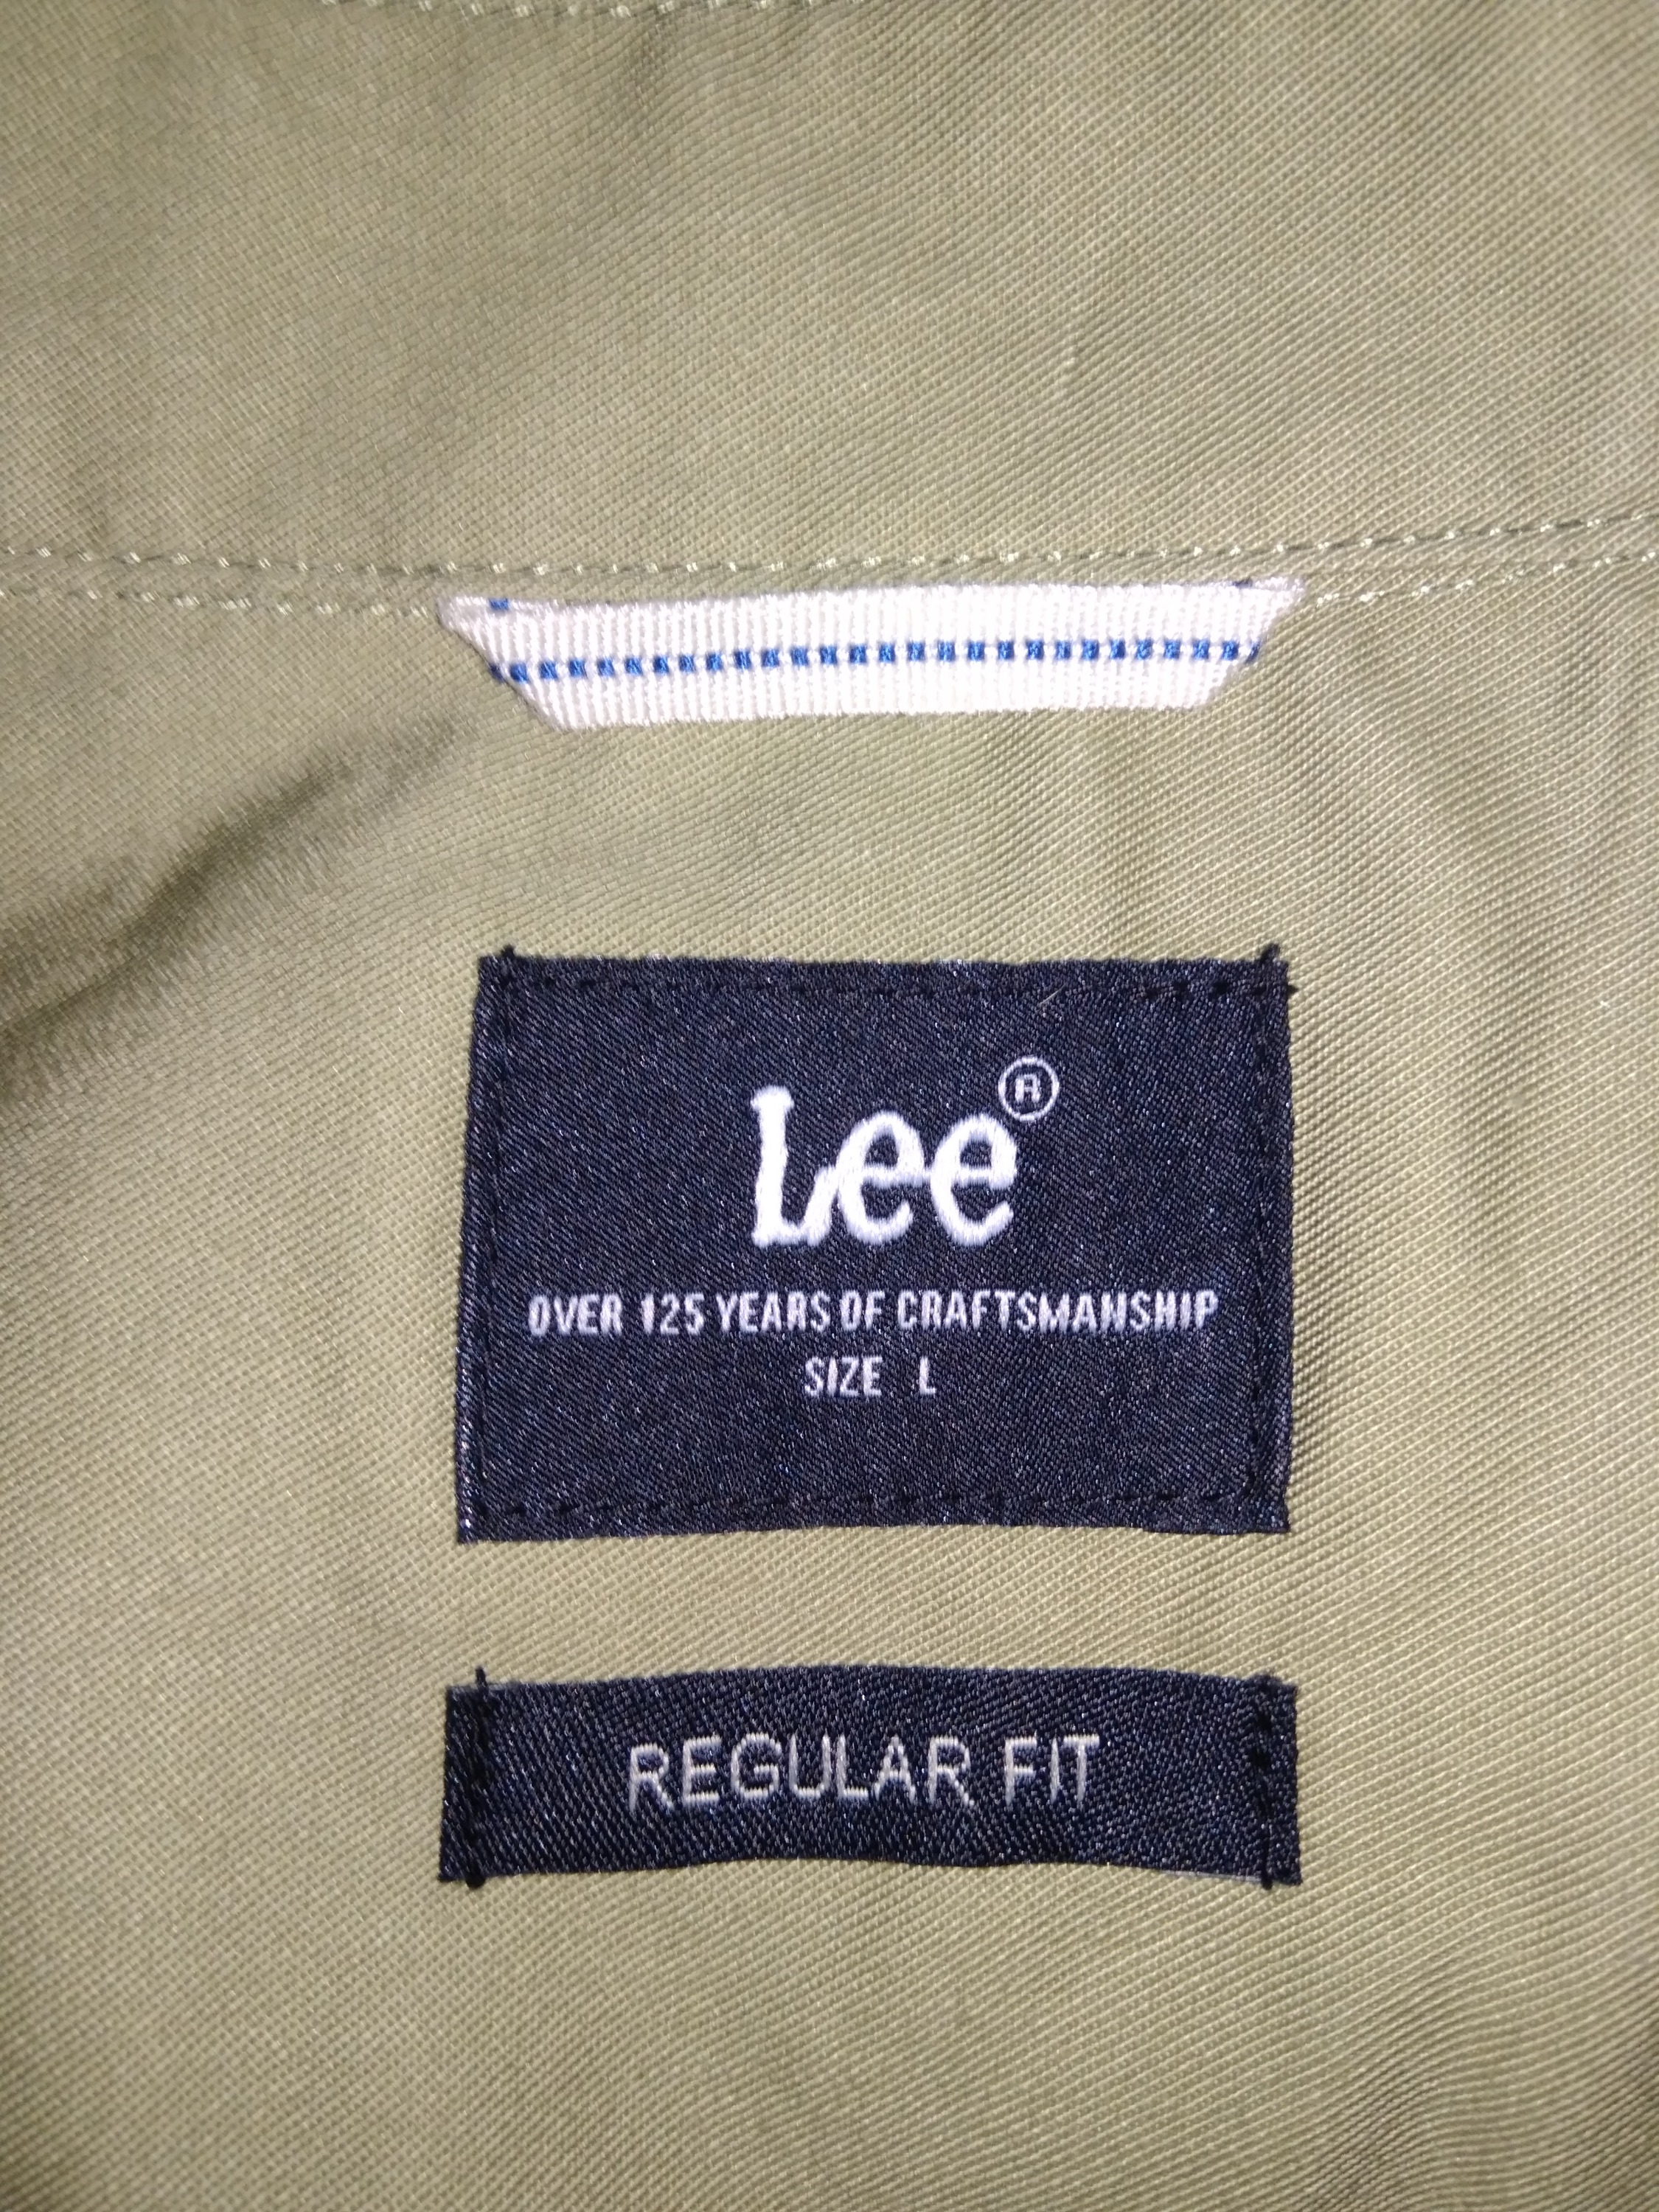 Lee®
OVER 125 YEARS OF CRAFTSMANSHIP
SIZE L
REGULAR FIT